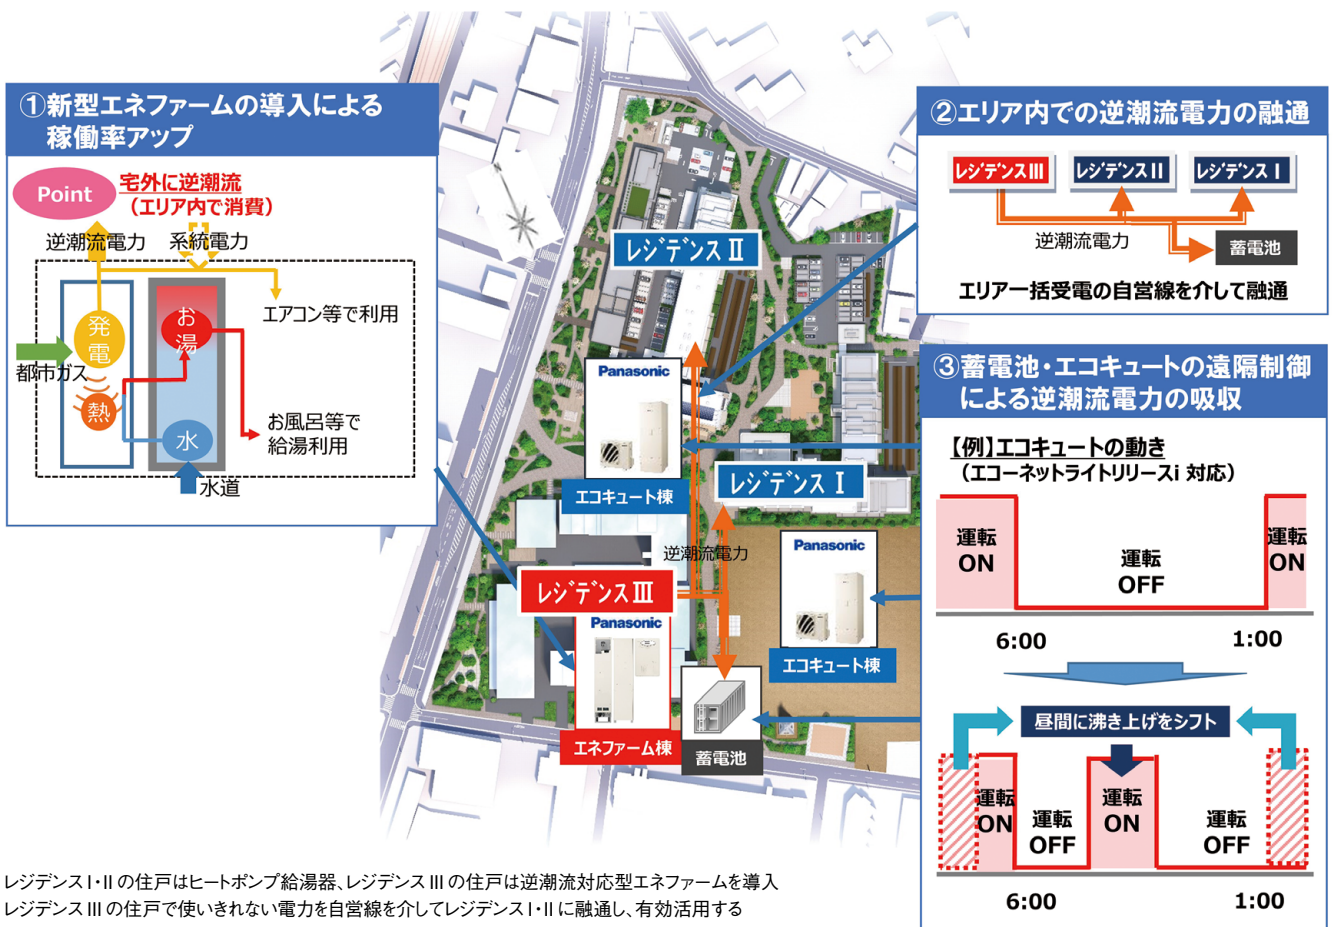 ①新型エネファームの導入による
稼働率アップ
Point
宅外に逆潮流
（エリア内で消費）
逆潮流電力
系統電力
エアコン等で利用
発電
お湯
都市ガス
熱
水
お風呂等で
給湯利用
水道
レジデンスⅡ
Panasonic
エコキュート棟
レジデンスⅠ
逆潮流電力
レジデンスⅢ
Panasonic
エネファーム棟
Panasonic
エコキュート棟
蓄電池
②エリア内での逆潮流電力の融通
レジデンスⅢ
レジデンスⅡ
レジデンスⅠ
逆潮流電力
蓄電池
エリア一括受電の自営線を介して融通
③蓄電池・エコキュートの遠隔制御
による逆潮流電力の吸収
【例】エコキュートの動き
（エコーネットライトリリースi 対応）
運転
ON
運転
OFF
運転
ON
6:00
1:00
昼間に沸き上げをシフト
運転
ON
運転
OFF
運転
ON
運転
OFF
6:00
1:00
レジデンスⅠ・Ⅱの住戸はヒートポンプ給湯器、レジデンスⅢの住戸は逆潮流対応型エネファームを導入
レジデンスⅢの住戸で使いきれない電力を自営線を介してレジデンスⅠ・Ⅱに融通し、有効活用する